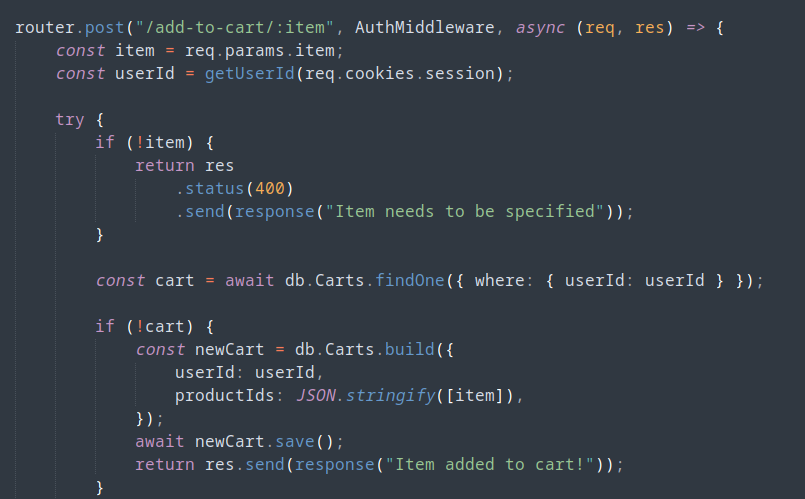 router.post("/add-to-cart/:item", AuthMiddleware, async (req, res) => {
    const item = req.params.item;
    const userId = getUserId(req.cookies.session);

    try {
        if (!item) {
            return res
                .status(400)
                .send(response("Item needs to be specified"));
        }

        const cart = await db.Carts.findOne({ where: { userId: userId } });

        if (!cart) {
            const newCart = db.Carts.build({
                userId: userId,
                productIds: JSON.stringify([item]),
            });
            await newCart.save();
            return res.send(response("Item added to cart!"));
        }